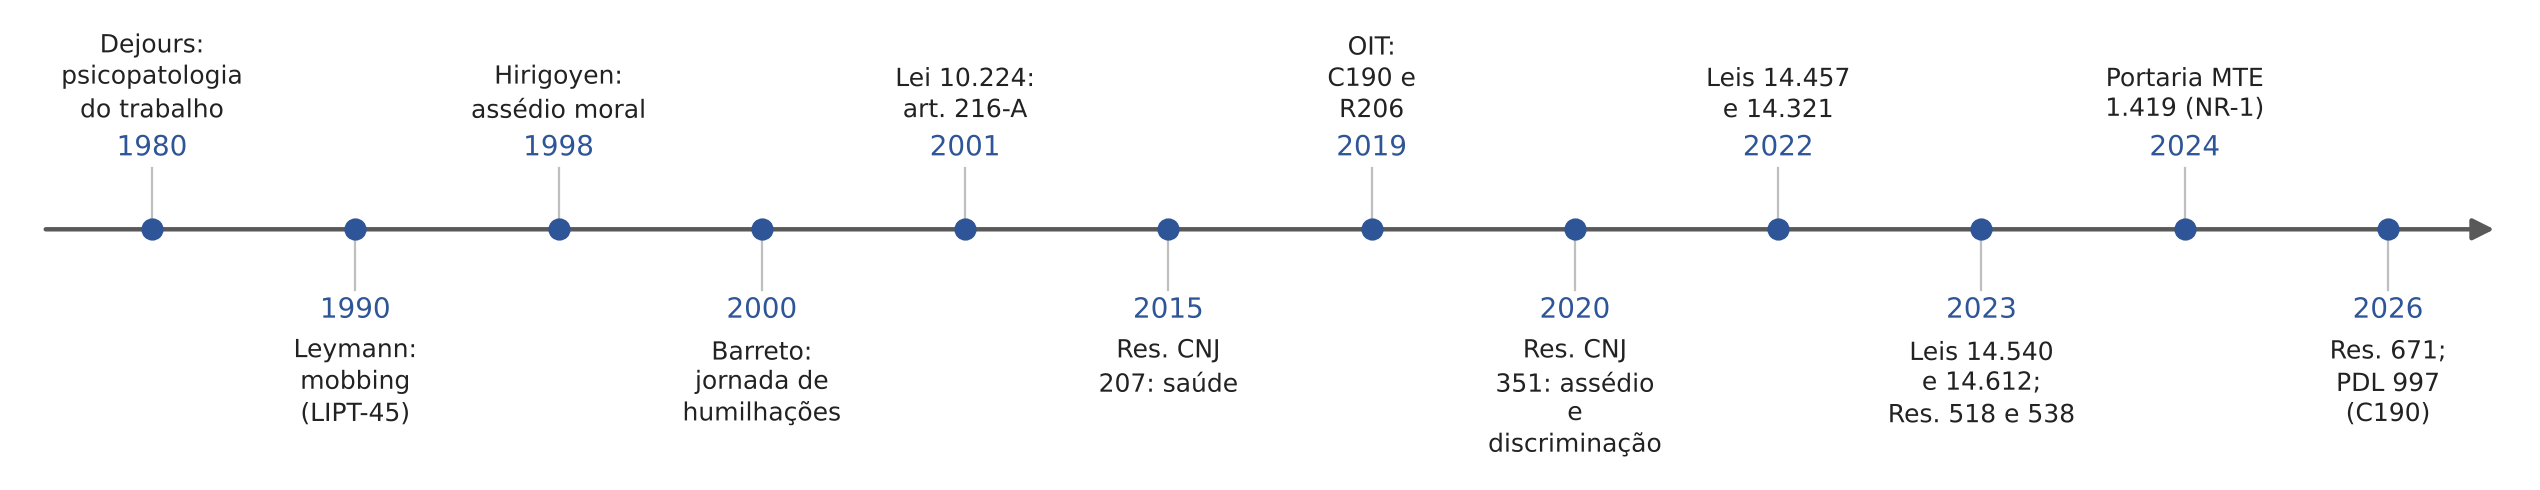 Dejours:
psicopatologia
do trabalho
1980
1990
Leymann:
mobbing
(LIPT-45)
Hirigoyen:
assédio moral
1998
2000
Barreto:
jornada de
humilhações
Lei 10.224:
art. 216-A
2001
2015
Res. CNJ
207: saúde
OIT:
C190 e
R206
2019
2020
Res. CNJ
351: assédio
e
discriminação
Leis 14.457
e 14.321
2022
2023
Leis 14.540
e 14.612;
Res. 518 e 538
Portaria MTE
1.419 (NR-1)
2024
2026
Res. 671;
PDL 997
(C190)